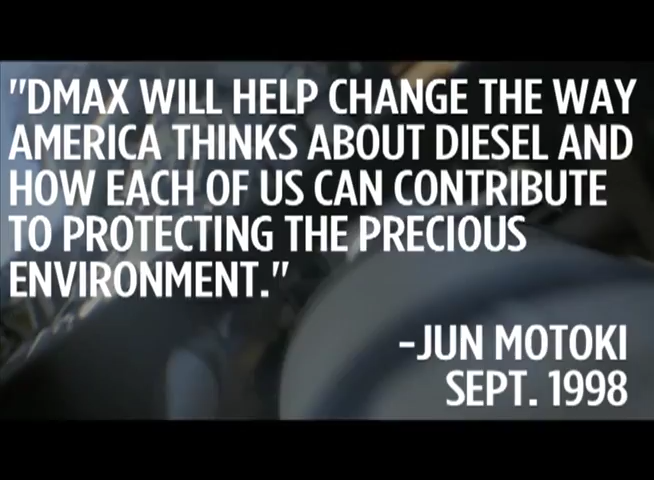 "DMAX WILL HELP CHANGE THE WAY
AMERICA THINKS ABOUT DIESEL AND
HOW EACH OF US CAN CONTRIBUTE
TO PROTECTING THE PRECIOUS
ENVIRONMENT."
-JUN MOTOKI
SEPT. 1998